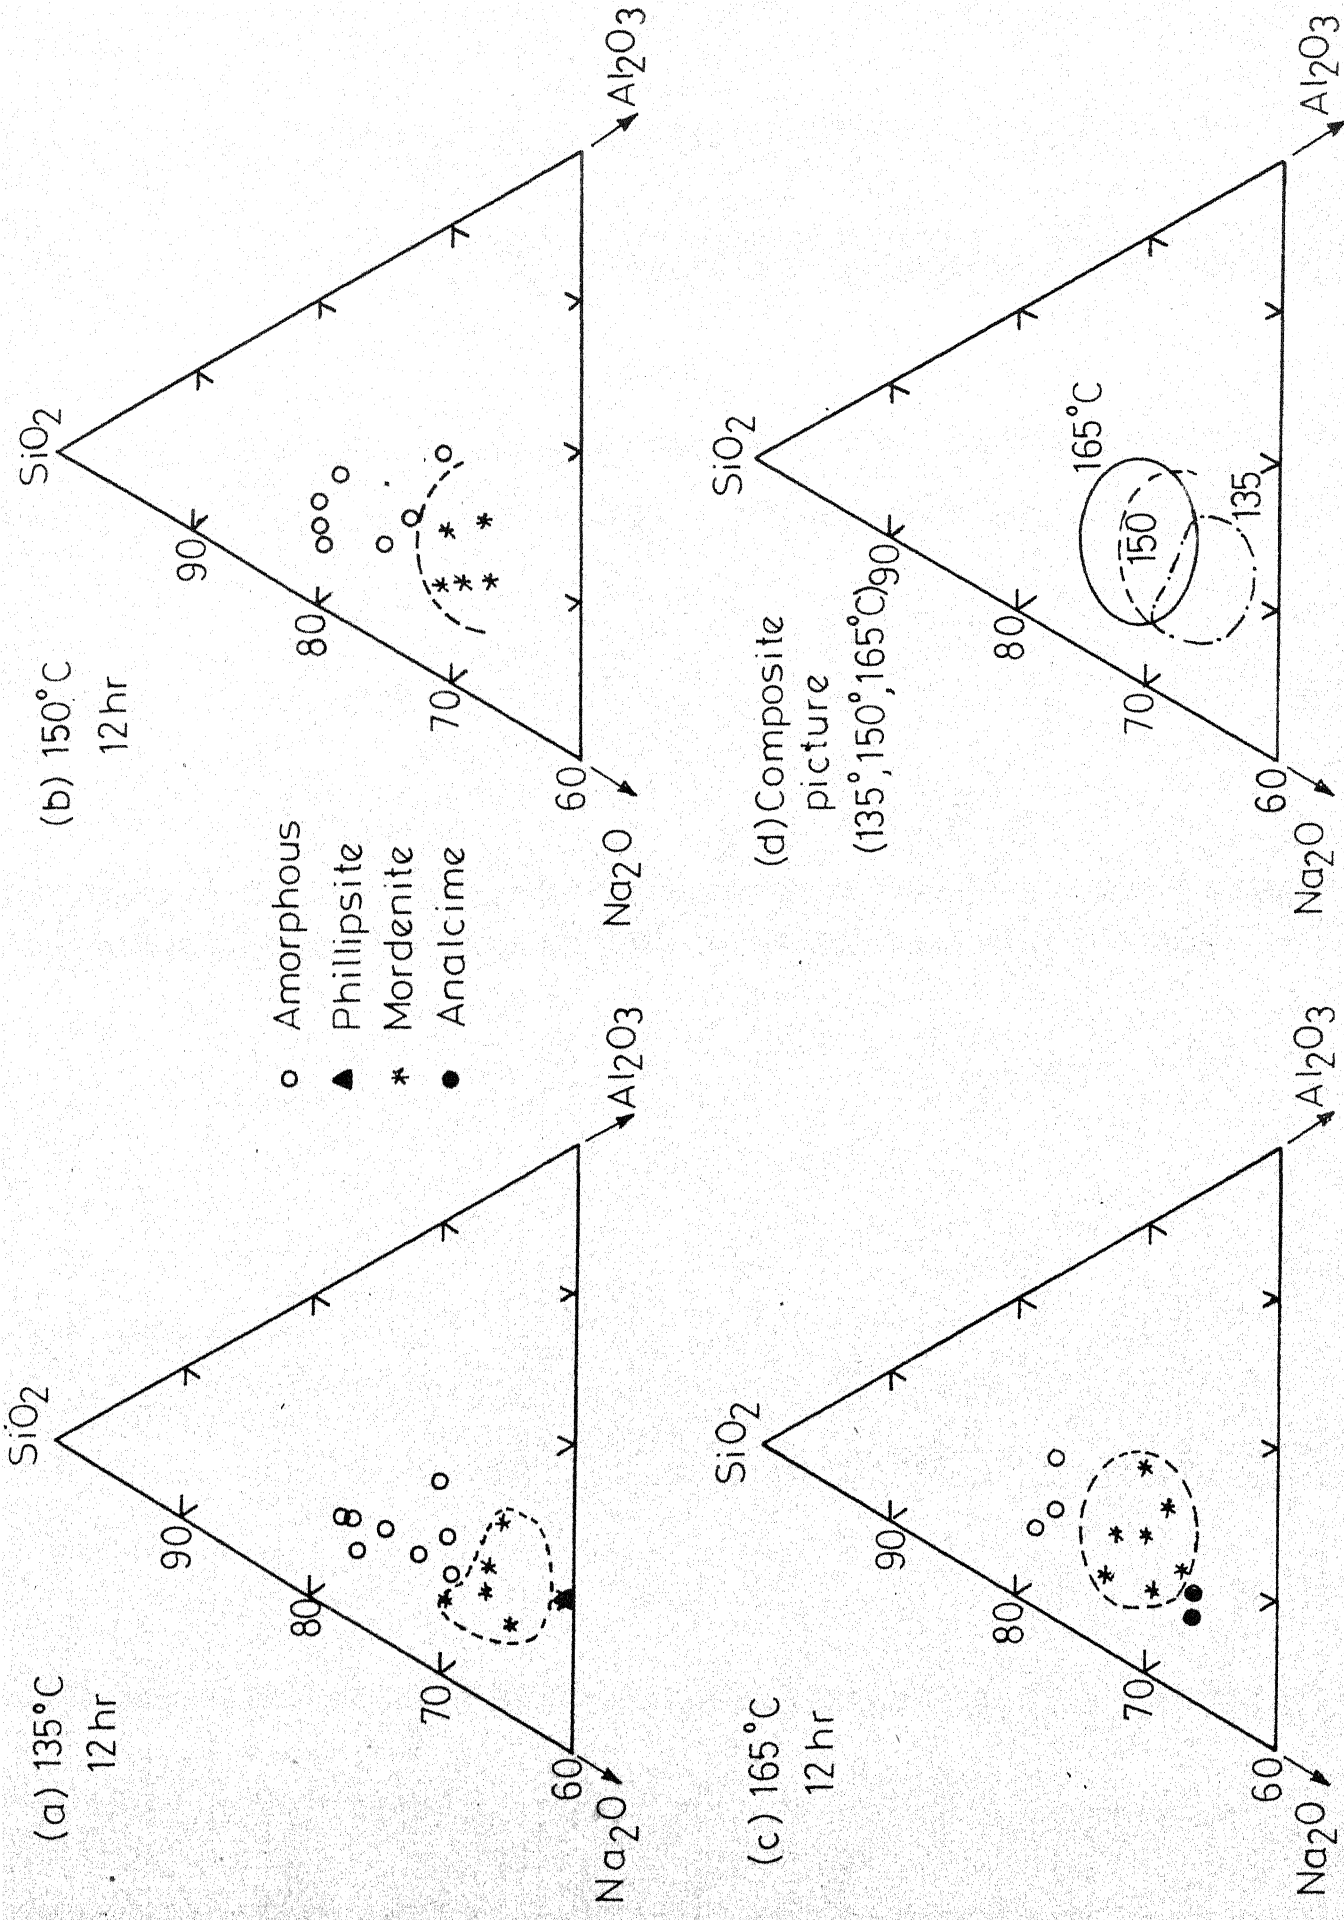 (a) 135°C
12 hr
SiO2
90
80
70
60
Na2O
Al2O3
○ Amorphous
▲ Phillipsite
* Mordenite
● Analcime
(b) 150°C
12 hr
SiO2
90
80
70
60
Na2O
Al2O3
(c) 165°C
12 hr
SiO2
90
80
70
60
Na2O
Al2O3
(d) Composite
picture
(135°,150°,165°C)
SiO2
90
80
70
60
165°C
150
135
Na2O
Al2O3